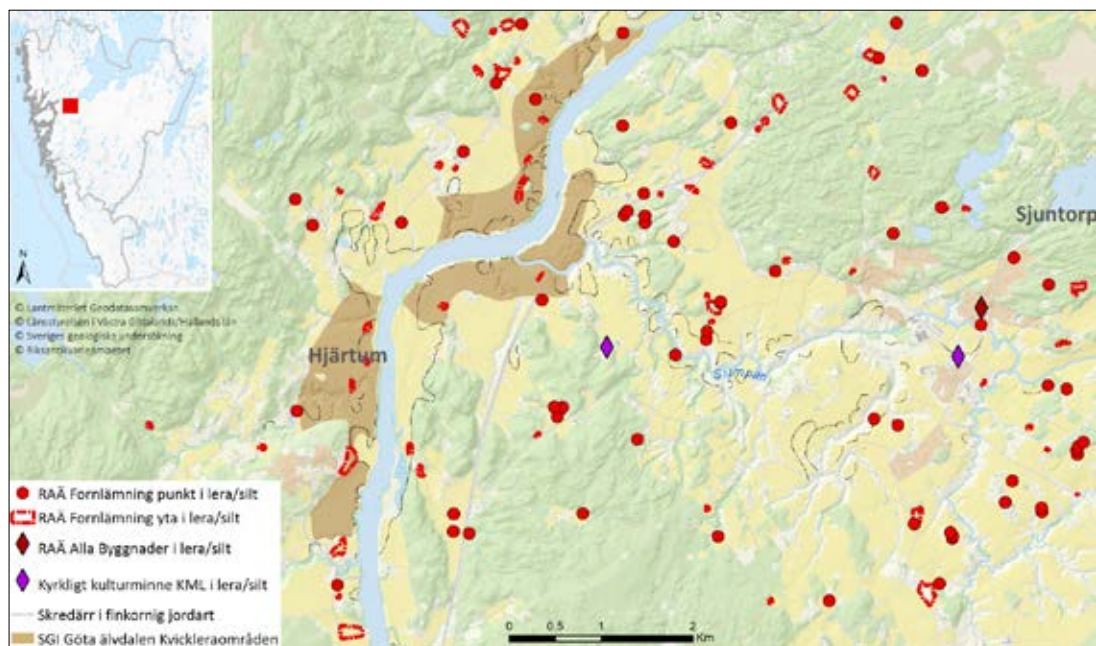 N
© Lantmäteriet Geodatasamverkan
© Länsstyrelsen i Västra Götalands/Hallands län
© Sveriges geologiska undersökning
© Riksantikvarieämbetet
Sjuntorp
Hjärtum
RAÄ Fornlämning punkt i lera/silt
RAÄ Fornlämning yta i lera/silt
RAÄ Alla Byggnader i lera/silt
Kyrkligt kulturminne KML i lera/silt
Skredärr i finkornig jordart
SGI Göta älvdalen Kvickleraområden
0 0.5 1 2
Km